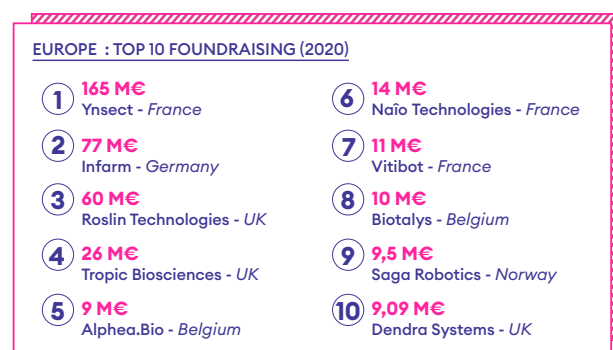 EUROPE : TOP 10 FOUNDRAISING (2020)
1
165 M€
Ynsect - France
2
77 M€
Infarm - Germany
3
60 M€
Roslin Technologies - UK
4
26 M€
Tropic Biosciences - UK
5
9 M€
Alphea.Bio - Belgium
6
14 M€
Naîo Technologies - France
7
11 M€
Vitibot - France
8
10 M€
Biotalys - Belgium
9
9,5 M€
Saga Robotics - Norway
10
9,09 M€
Dendra Systems - UK